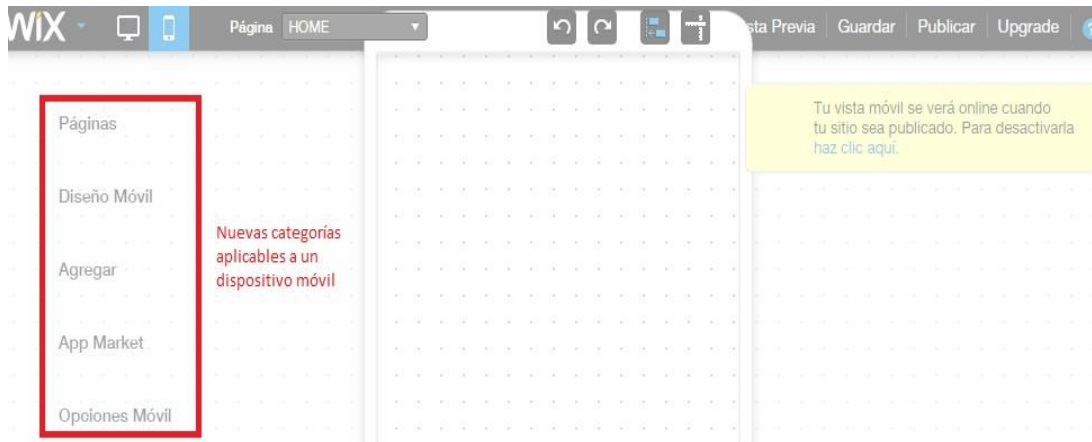 WiX
Página HOME
sta Previa Guardar Publicar Upgrade ?
Tu vista móvil se verá online cuando
tu sitio sea publicado. Para desactivarla
haz clic aquí.
Páginas
Diseño Móvil
Agregar
App Market
Opciones Móvil
Nuevas categorías
aplicables a un
dispositivo móvil